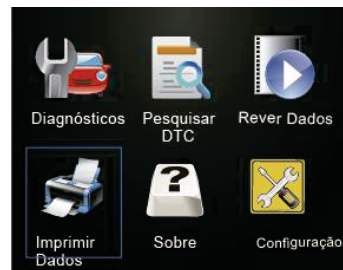 Diagnósticos
Pesquisar
DTC
Rever Dados
Imprimir
Dados
?
Sobre
Configuração